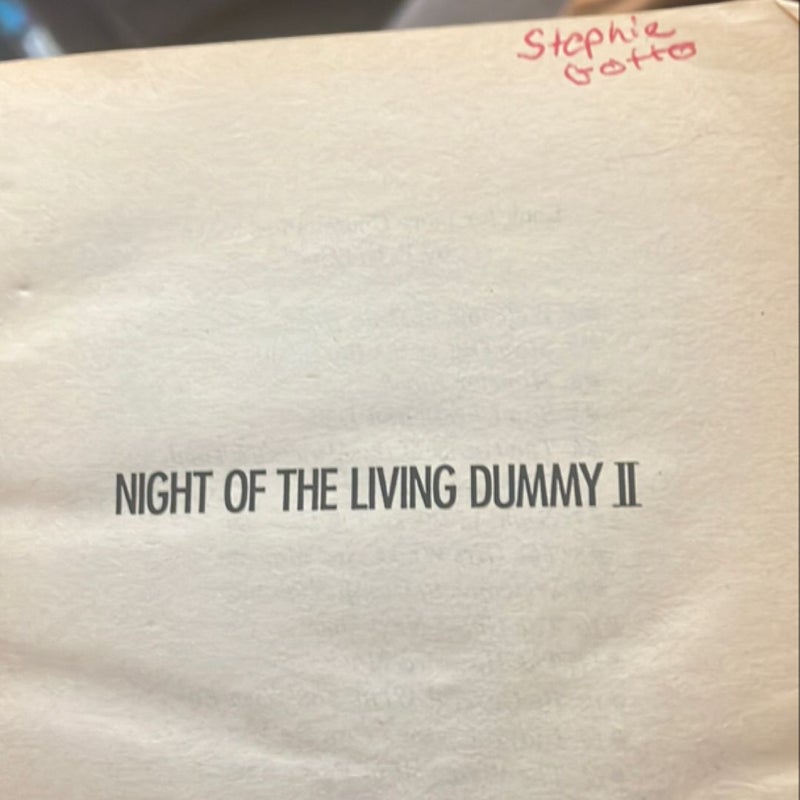 Stephie
Gotto
NIGHT OF THE LIVING DUMMY II